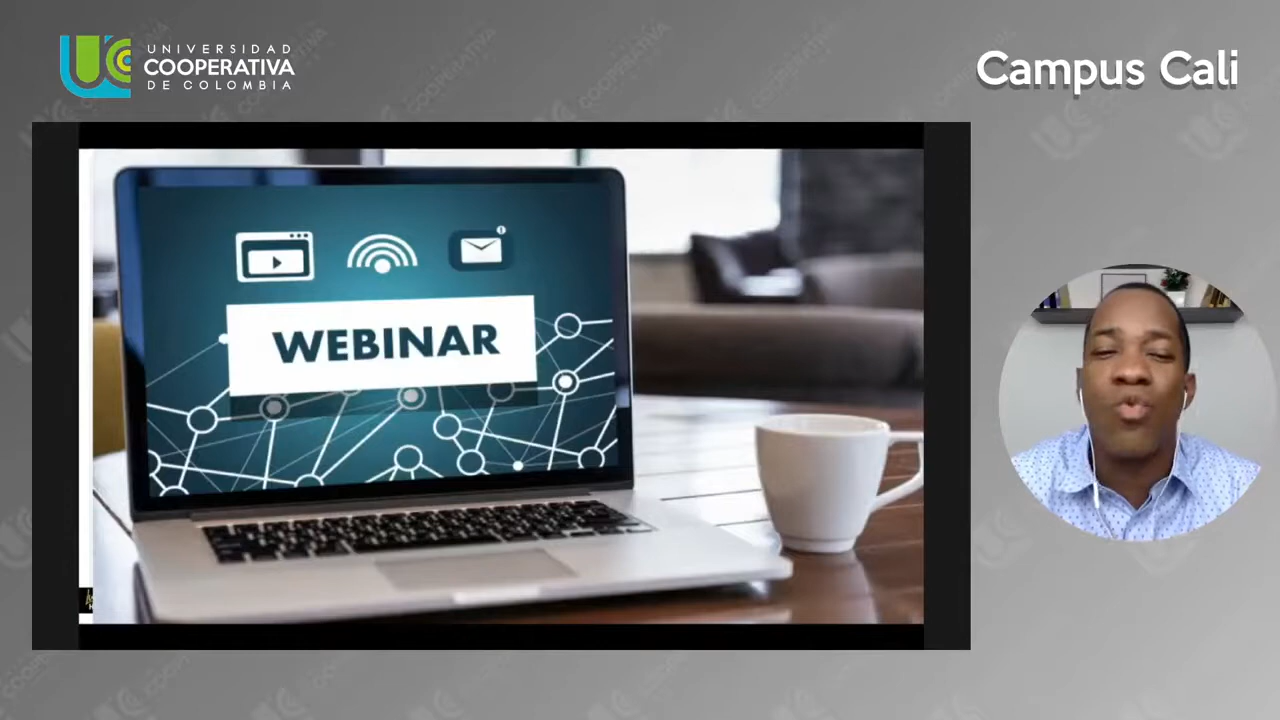 UNIVERSIDAD
COOPERATIVA
DE COLOMBIA
Campus Cali
WEBINAR